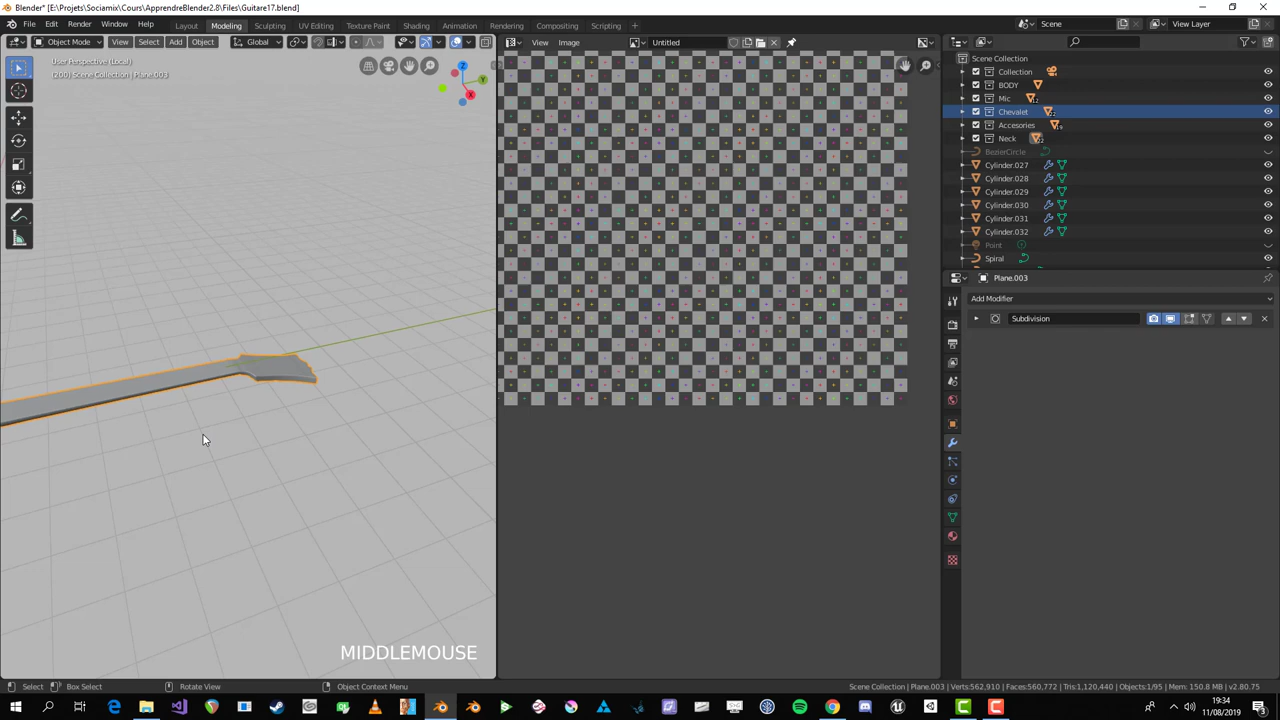 Blender* [E:\Projets\Sociamix\Cours\ApprendreBlender2.8\Files\Guitare17.blend]
File Edit Render Window Help Layout Modeling Sculpting UV Editing Texture Paint Shading Animation Rendering Compositing Scripting + Scene View Layer
Object Mode View Select Add Object Global View Image Untitled
User Perspective (Local)
(200) Scene Collection | Plane.003
Z
Y
X
Scene Collection
Collection
BODY
Mic
Chevalet
Accesories
Neck
BezierCircle
Cylinder.027
Cylinder.028
Cylinder.029
Cylinder.030
Cylinder.031
Cylinder.032
Point
Spiral
Plane.003
Add Modifier
Subdivision
MIDDLEMOUSE
Select Box Select Rotate View Object Context Menu Scene Collection | Plane.003 | Verts:562,910 | Faces:560,772 | Tris:1,120,440 | Objects:1/95 | Mem: 150.8 MB | v2.80.75
19:34
11/08/2019